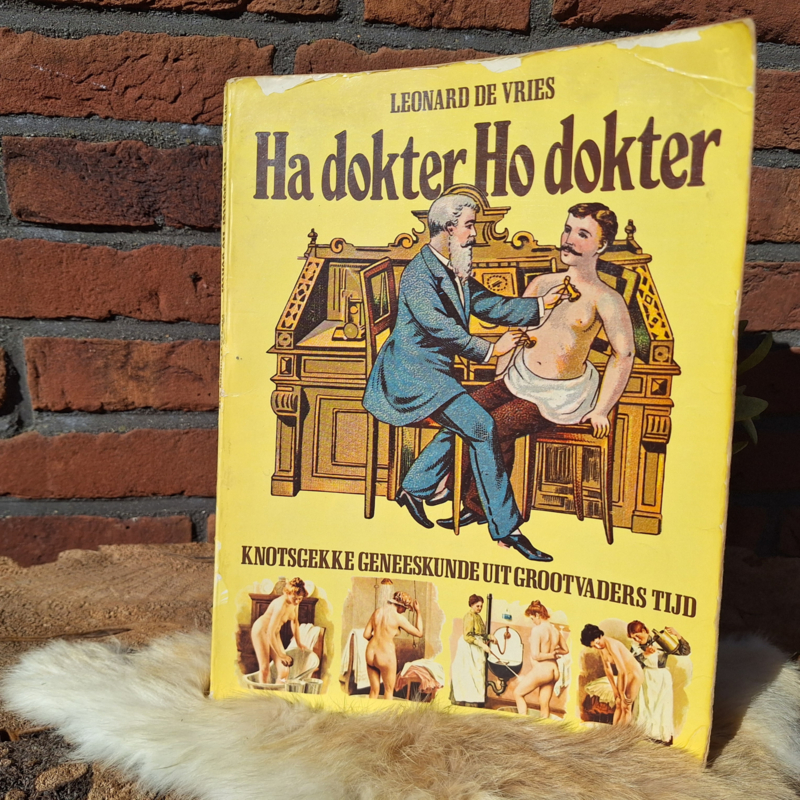 LEONARD DE VRIES
Ha dokter Ho dokter
KNOTSGEKKE GENEESKUNDE UIT GROOTVADERS TIJD